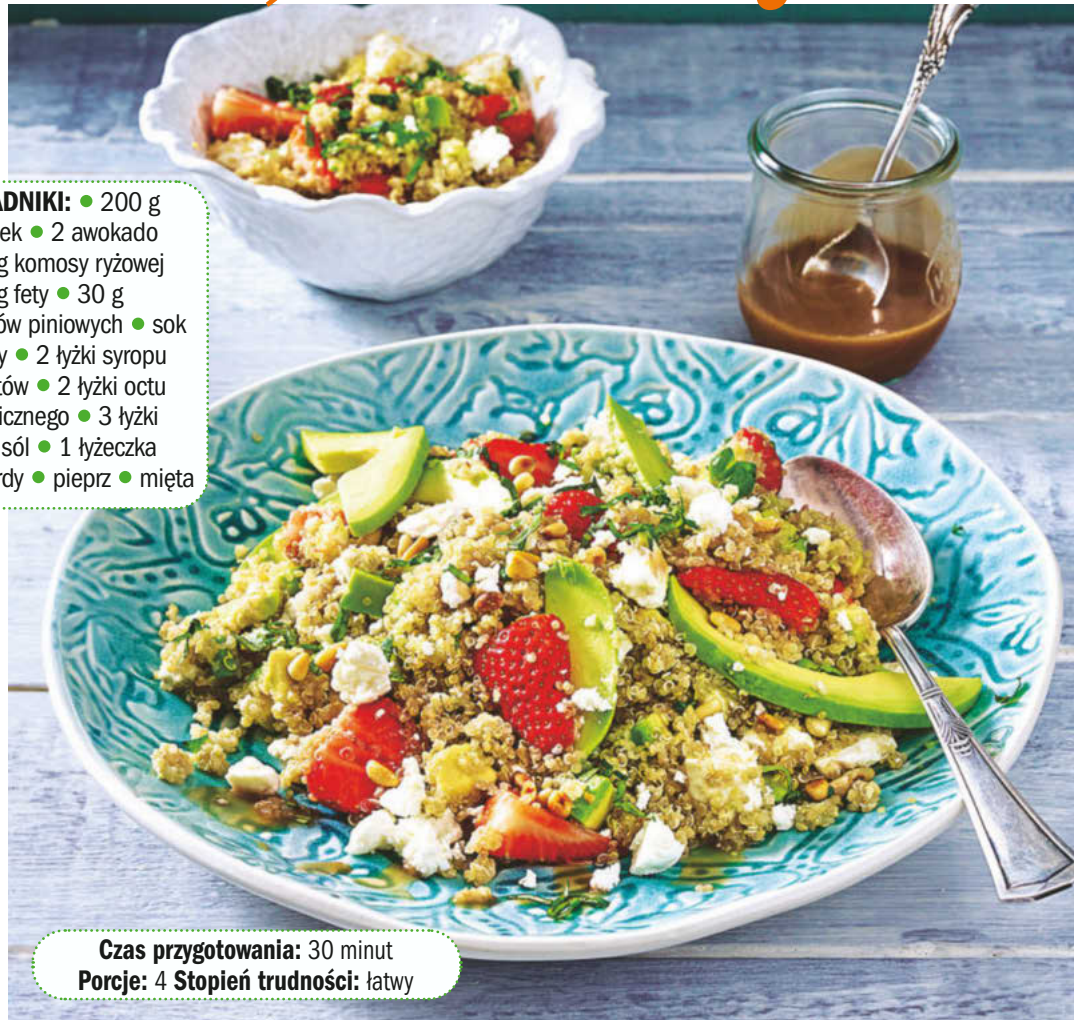 ADNIKI: • 200 g
ek • 2 awokado
g komosy ryżowej
g fety • 30 g
ów piniowych • sok
y • 2 łyżki syropu
tów • 2 łyżki octu
icznego • 3 łyżki
sól • 1 łyżeczka
rdy • pieprz • mięta
Czas przygotowania: 30 minut
Porcje: 4 Stopień trudności: łatwy